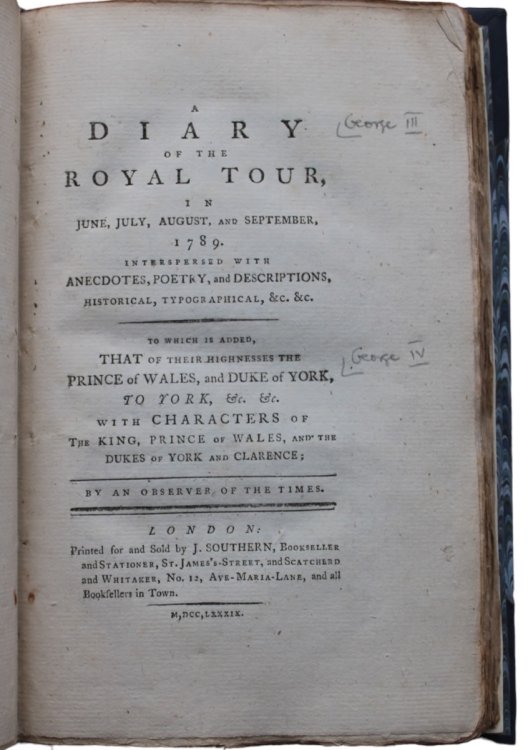 A
DIARY
OF THE
ROYAL TOUR,
IN
JUNE, JULY, AUGUST, AND SEPTEMBER,
1789.
INTERSPERSED WITH
ANECDOTES, POETRY, and DESCRIPTIONS,
HISTORICAL, TYPOGRAPHICAL, &c. &c.
TO WHICH IS ADDED,
THAT OF THEIR HIGHNESSES THE
PRINCE of WALES, and DUKE of YORK,
TO YORK, &c. &c.
WITH CHARACTERS OF
THE KING, PRINCE OF WALES, AND THE
DUKES OF YORK AND CLARENCE;
BY AN OBSERVER OF THE TIMES.
LONDON:
Printed for and Sold by J. SOUTHERN, BOOKSELLER
and STATIONER, ST. JAMES'S-STREET, and SCATCHERD
and WHITAKER, NO. 12, AVE-MARIA-LANE, and all
Bookſellers in Town.
M,DCC,LXXXIX.
George III
George IV